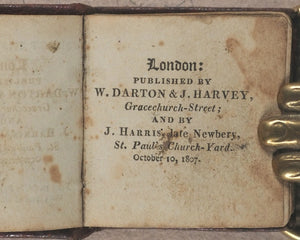 London:
PUBLISHED BY
W. DARTON & J. HARVEY,
Gracechurch-Street;
AND BY
J. HARRIS, late Newbery,
St. Paul's Church-Yard.
October 10, 1807.